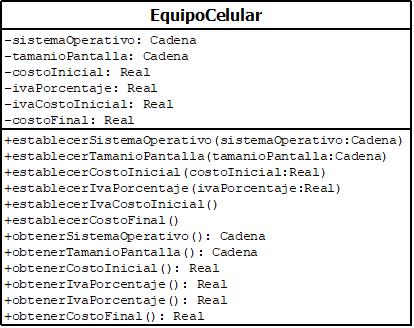 EquipoCelular
-sistemaOperativo: Cadena
-tamanioPantalla: Cadena
-costoInicial: Real
-ivaPorcentaje: Real
-ivaCostoInicial: Real
-costoFinal: Real
+establecerSistemaOperativo(sistemaOperativo:Cadena)
+establecerTamanioPantalla(tamanioPantalla:Cadena)
+establecerCostoInicial(costoInicial:Real)
+establecerIvaPorcentaje(ivaPorcentaje:Real)
+establecerIvaCostoInicial()
+establecerCostoFinal()
+obtenerSistemaOperativo(): Cadena
+obtenerTamanioPantalla(): Cadena
+obtenerCostoInicial(): Real
+obtenerIvaPorcentaje(): Real
+obtenerIvaPorcentaje(): Real
+obtenerCostoFinal(): Real